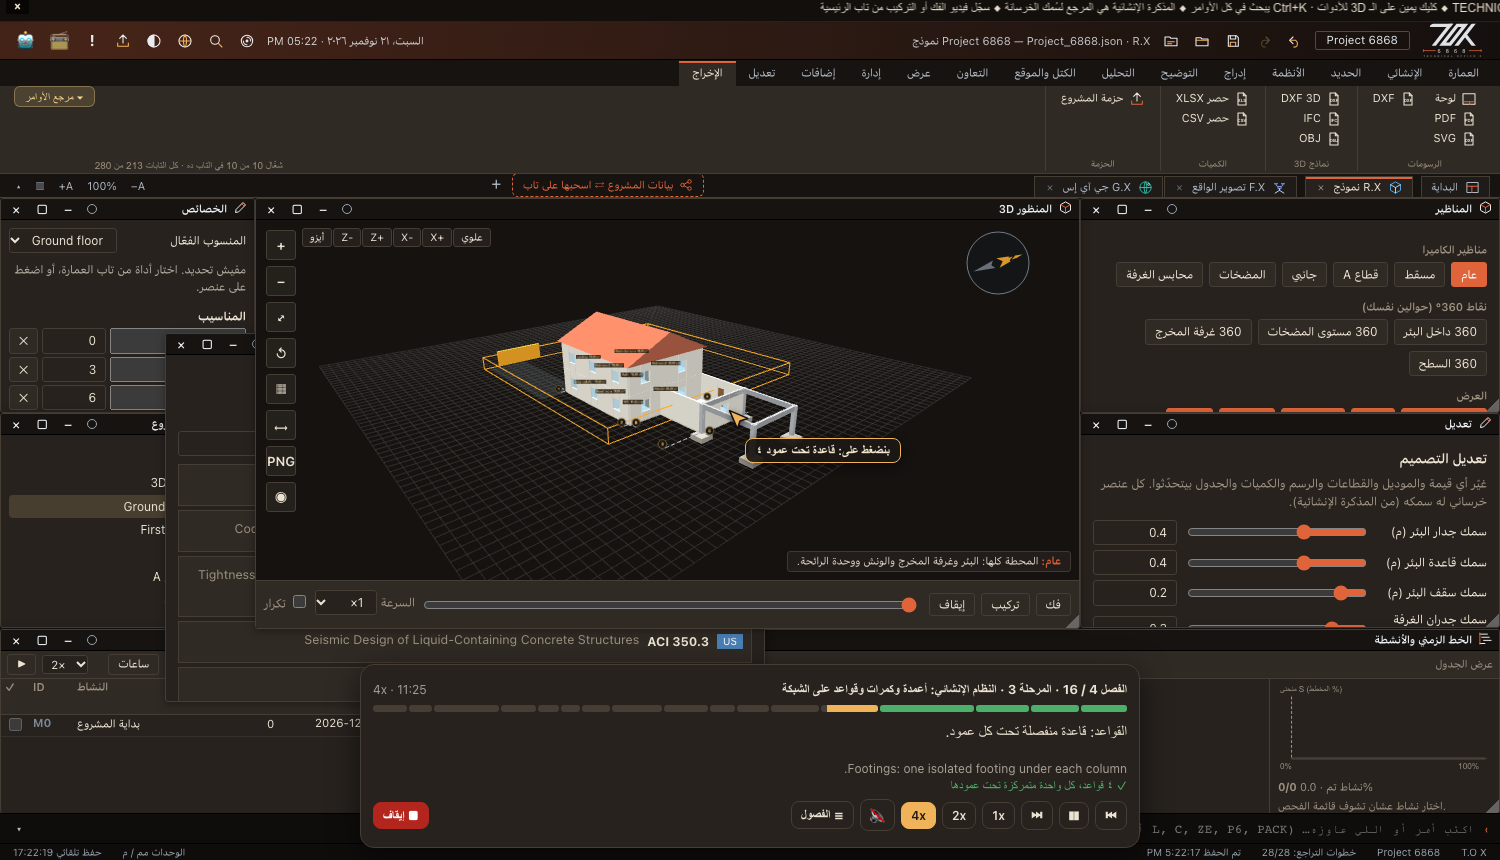 TECHNIC ◆ كليك يمين على الـ 3D للأدوات · Ctrl+K يبحث في كل الأوامر ◆ المذكرة الإنشائية هي المرجع لسُمك الخرسانة ◆ سجّل فيديو الفك أو التركيب من تاب الرئيسية
TOX
6868
Project 6868
نموذج Project 6868 — Project_6868.json · R.X
السبت، ٢١ نوفمبر ٢٠٢٦ · 05:22 PM
العمارة
الإنشائي
الحديد
الأنظمة
إدراج
التوضيح
التحليل
الكتل والموقع
التعاون
عرض
إدارة
إضافات
تعديل
الإخراج
لوحة
DXF
PDF
SVG
الرسومات
DXF 3D
IFC
OBJ
نماذج 3D
حصر XLSX
حصر CSV
الكميات
حزمة المشروع
الحزمة
مرجع الأوامر
شغّال 10 من 10 في التاب ده · كل التابات 213 من 280
البداية
R.X نموذج
F.X تصوير الواقع
G.X جي آي إس
بيانات المشروع ⇄ اسحبها على تاب
+
A−
100%
A+
المناظير
مناظير الكاميرا
عام
مسقط
قطاع A
جانبي
المضخات
محابس الغرفة
نقاط 360° (حوالين نفسك)
360 داخل البئر
360 مستوى المضخات
360 غرفة المخرج
360 السطح
العرض
تعديل
تعديل التصميم
غيّر أي قيمة والموديل والقطاعات والرسم والكميات والجدول بيتحدّثوا. كل عنصر
خرساني له سمكه (من المذكرة الإنشائية).
سمك جدار البئر (م)
0.4
سمك قاعدة البئر (م)
0.4
سمك سقف البئر (م)
0.2
سمك جدران الغرفة
المنظور 3D
علوي
X+
X-
Z+
Z-
أيزو
PNG
بنضغط على: قاعدة تحت عمود ٤
عام: المحطة كلها: البئر وغرفة المخرج والونش ووحدة الرائحة.
فك
تركيب
إيقاف
السرعة
×1
تكرار
الخصائص
المنسوب الفعّال
Ground floor
مفيش تحديد. اختار أداة من تاب العمارة، أو اضغط
على عنصر.
المناسيب
0
3
6
3D
Ground
First
A
Tightness
Seismic Design of Liquid-Containing Concrete Structures
ACI 350.3
US
الخط الزمني والأنشطة
عرض الجدول
ساعات
2×
ID
النشاط
M0
بداية المشروع
0
2026-12
منحنى S (المخطط %)
0%
100%
0/0 نشاط تم · 0.0%
اختار نشاط عشان تشوف قائمة الفحص.
الفصل 4 / 16 · المرحلة 3 · النظام الإنشائي: أعمدة وكمرات وقواعد على الشبكة
4x · 11:25
القواعد: قاعدة منفصلة تحت كل عمود.
Footings: one isolated footing under each column.
✓ ٤ قواعد، كل واحدة متمركزة تحت عمودها
1x
2x
4x
الفصول
إيقاف
اكتب أمر أو اللي عاوزه… (L, C, ZE, P6, PACK
T.O X
Project 6868
خطوات التراجع: 28/28
تم الحفظ 5:22:17 PM
الوحدات مم / م
حفظ تلقائي 17:22:19